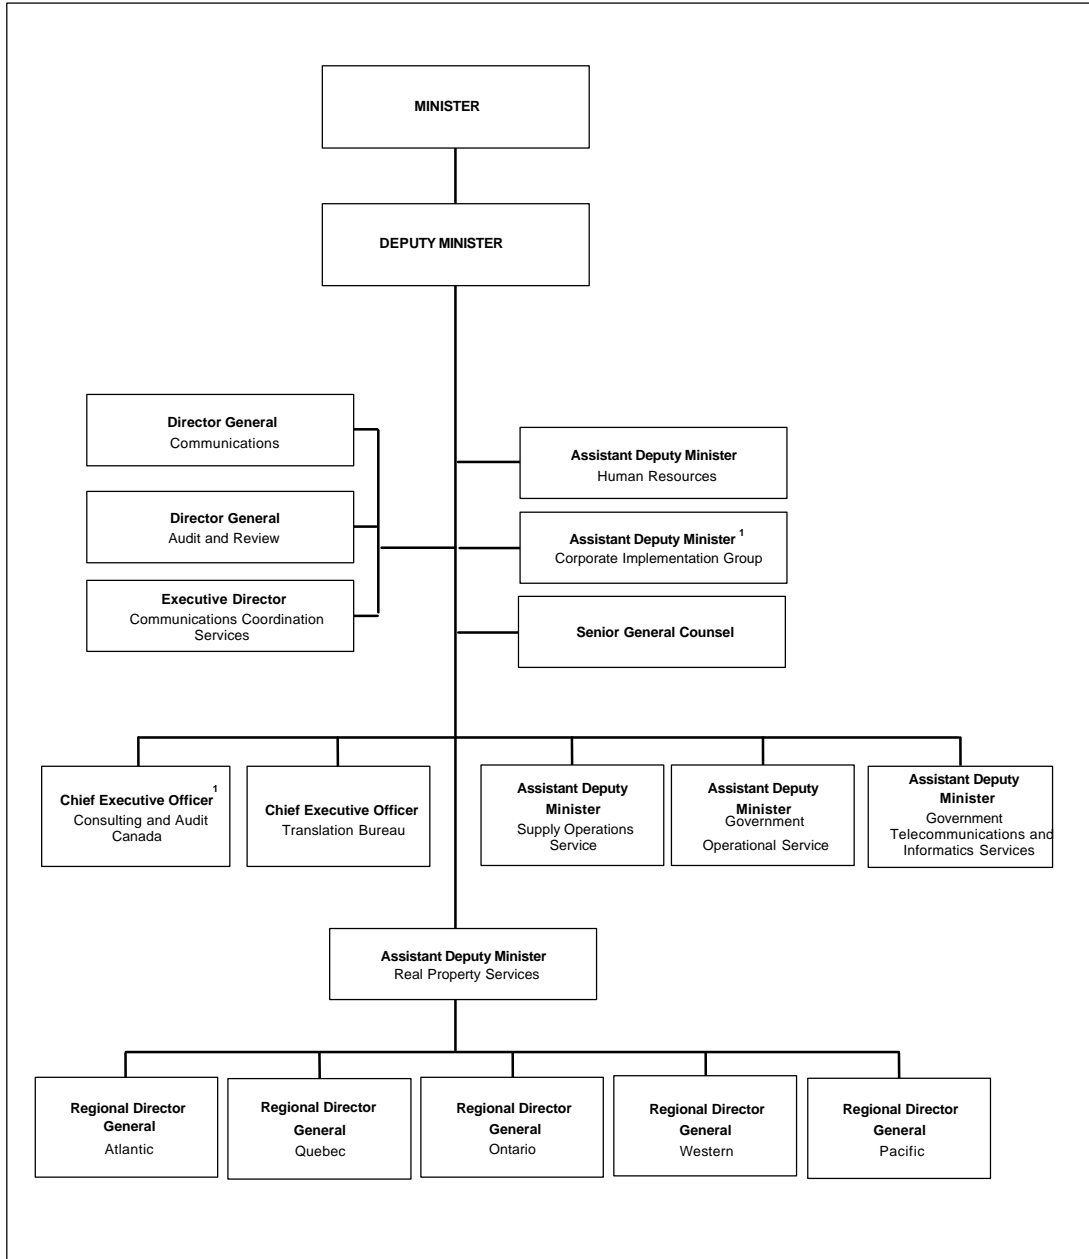 MINISTER
DEPUTY MINISTER
Director General
Communications
Assistant Deputy Minister
Human Resources
Director General
Audit and Review
Assistant Deputy Minister 1
Corporate Implementation Group
Executive Director
Communications Coordination
Services
Senior General Counsel
Chief Executive Officer 1
Consulting and Audit
Canada
Chief Executive Officer
Translation Bureau
Assistant Deputy
Minister
Supply Operations
Service
Assistant Deputy
Minister
Government
Operational Service
Assistant Deputy
Minister
Government
Telecommunications and
Informatics Services
Assistant Deputy Minister
Real Property Services
Regional Director
General
Atlantic
Regional Director
General
Quebec
Regional Director
General
Ontario
Regional Director
General
Western
Regional Director
General
Pacific